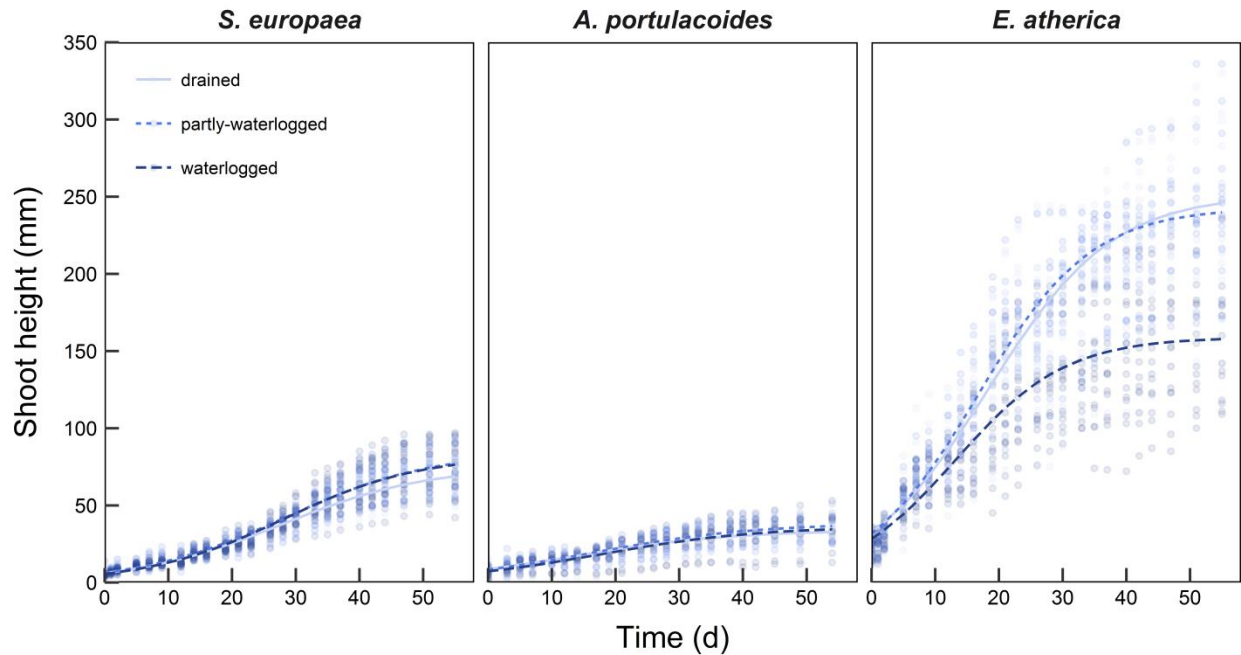 S. europaea
A. portulacoides
E. atherica
350
300
250
200
150
100
50
0
Shoot height (mm)
drained
partly-waterlogged
waterlogged
0 10 20 30 40 50
0 10 20 30 40 50
0 10 20 30 40 50
Time (d)